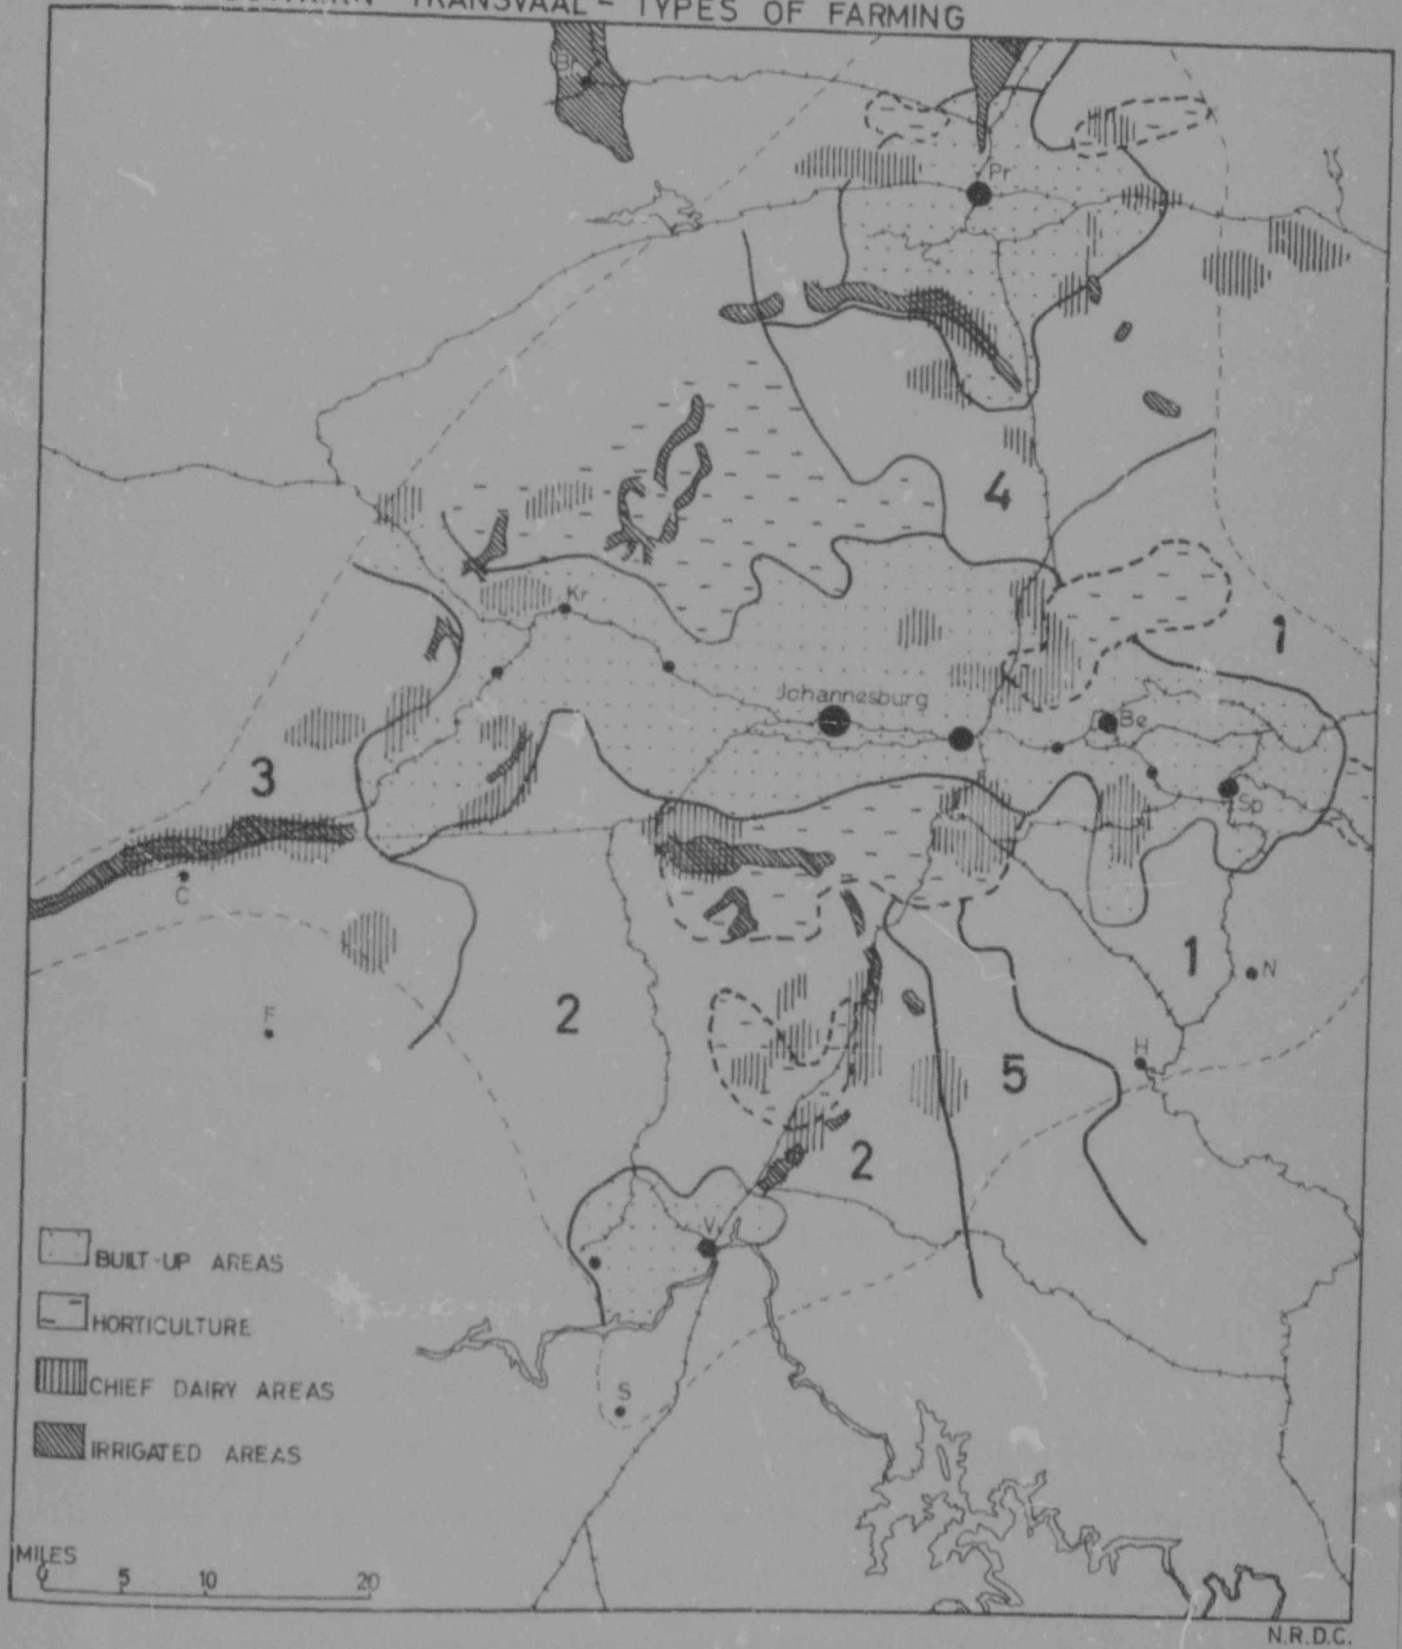 TRANSVAAL - TYPES OF FARMING
Br
Pr
4
Kr
1
Johannesburg
Be
3
Sp
C
1
N
F
2
H
5
2
V
BUILT-UP AREAS
HORTICULTURE
CHIEF DAIRY AREAS
S
IRRIGATED AREAS
MILES
0 5 10 20
N.R.D.C.